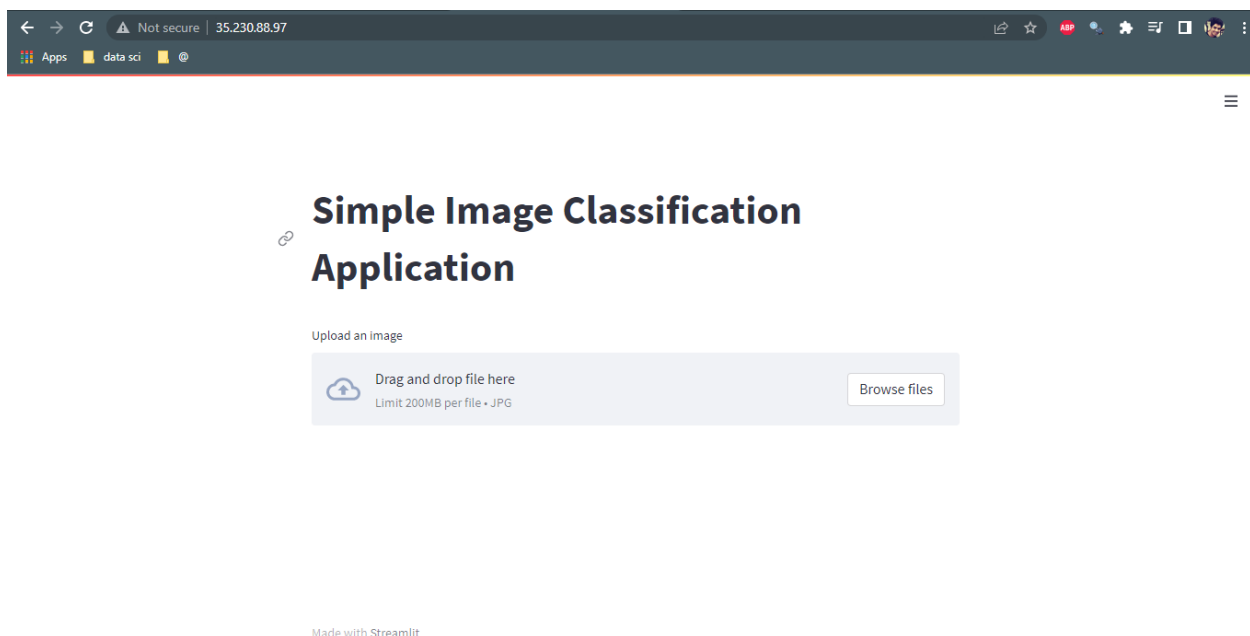 Not secure | 35.230.88.97
ABP
Apps data sci @
Simple Image Classification
Application
Upload an image
Drag and drop file here
Limit 200MB per file • JPG
Browse files
Made with Streamlit